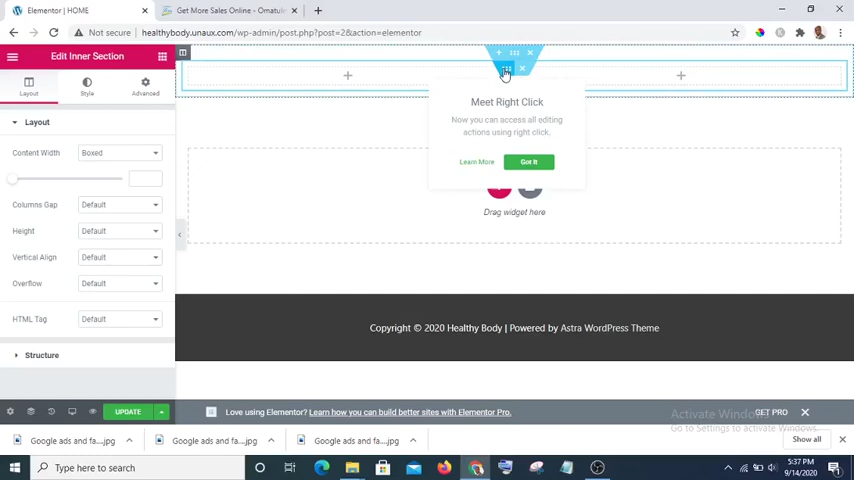 Elementor | HOME
Get More Sales Online - Omatu
Not secure healthybody.unaux.com/wp-admin/post.php?post=2&action=elementor
Edit Inner Section
Layout
Style
Advanced
Layout
Content Width
Boxed
Columns Gap
Default
Height
Default
Vertical Align
Default
Overflow
Default
HTML Tag
Default
Structure
UPDATE
Meet Right Click
Now you can access all editing
actions using right click.
Learn More
Got It
Drag widget here
Copyright © 2020 Healthy Body | Powered by Astra WordPress Theme
Love using Elementor? Learn how you can build better sites with Elementor Pro.
GET PRO
Activate Windows
Go to Settings to activate Windows.
Google ads and fa....jpg
Google ads and fa....jpg
Google ads and fa....jpg
Show all
Type here to search
5:37 PM
9/14/2020